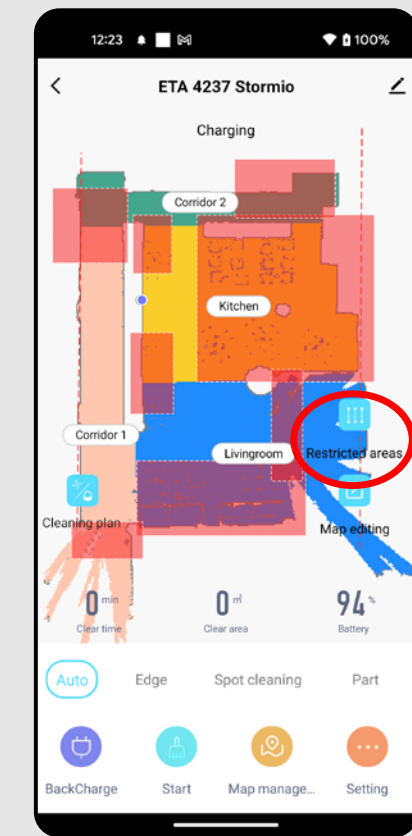 12:23 100%
ETA 4237 Stormio
Charging
Corridor 2
Kitchen
Corridor 1
Livingroom
Restricted areas
Cleaning plan
Map editing
0 min
Clear time
0 ㎡
Clear area
94 %
Battery
Auto Edge Spot cleaning Part
BackCharge Start Map manage... Setting